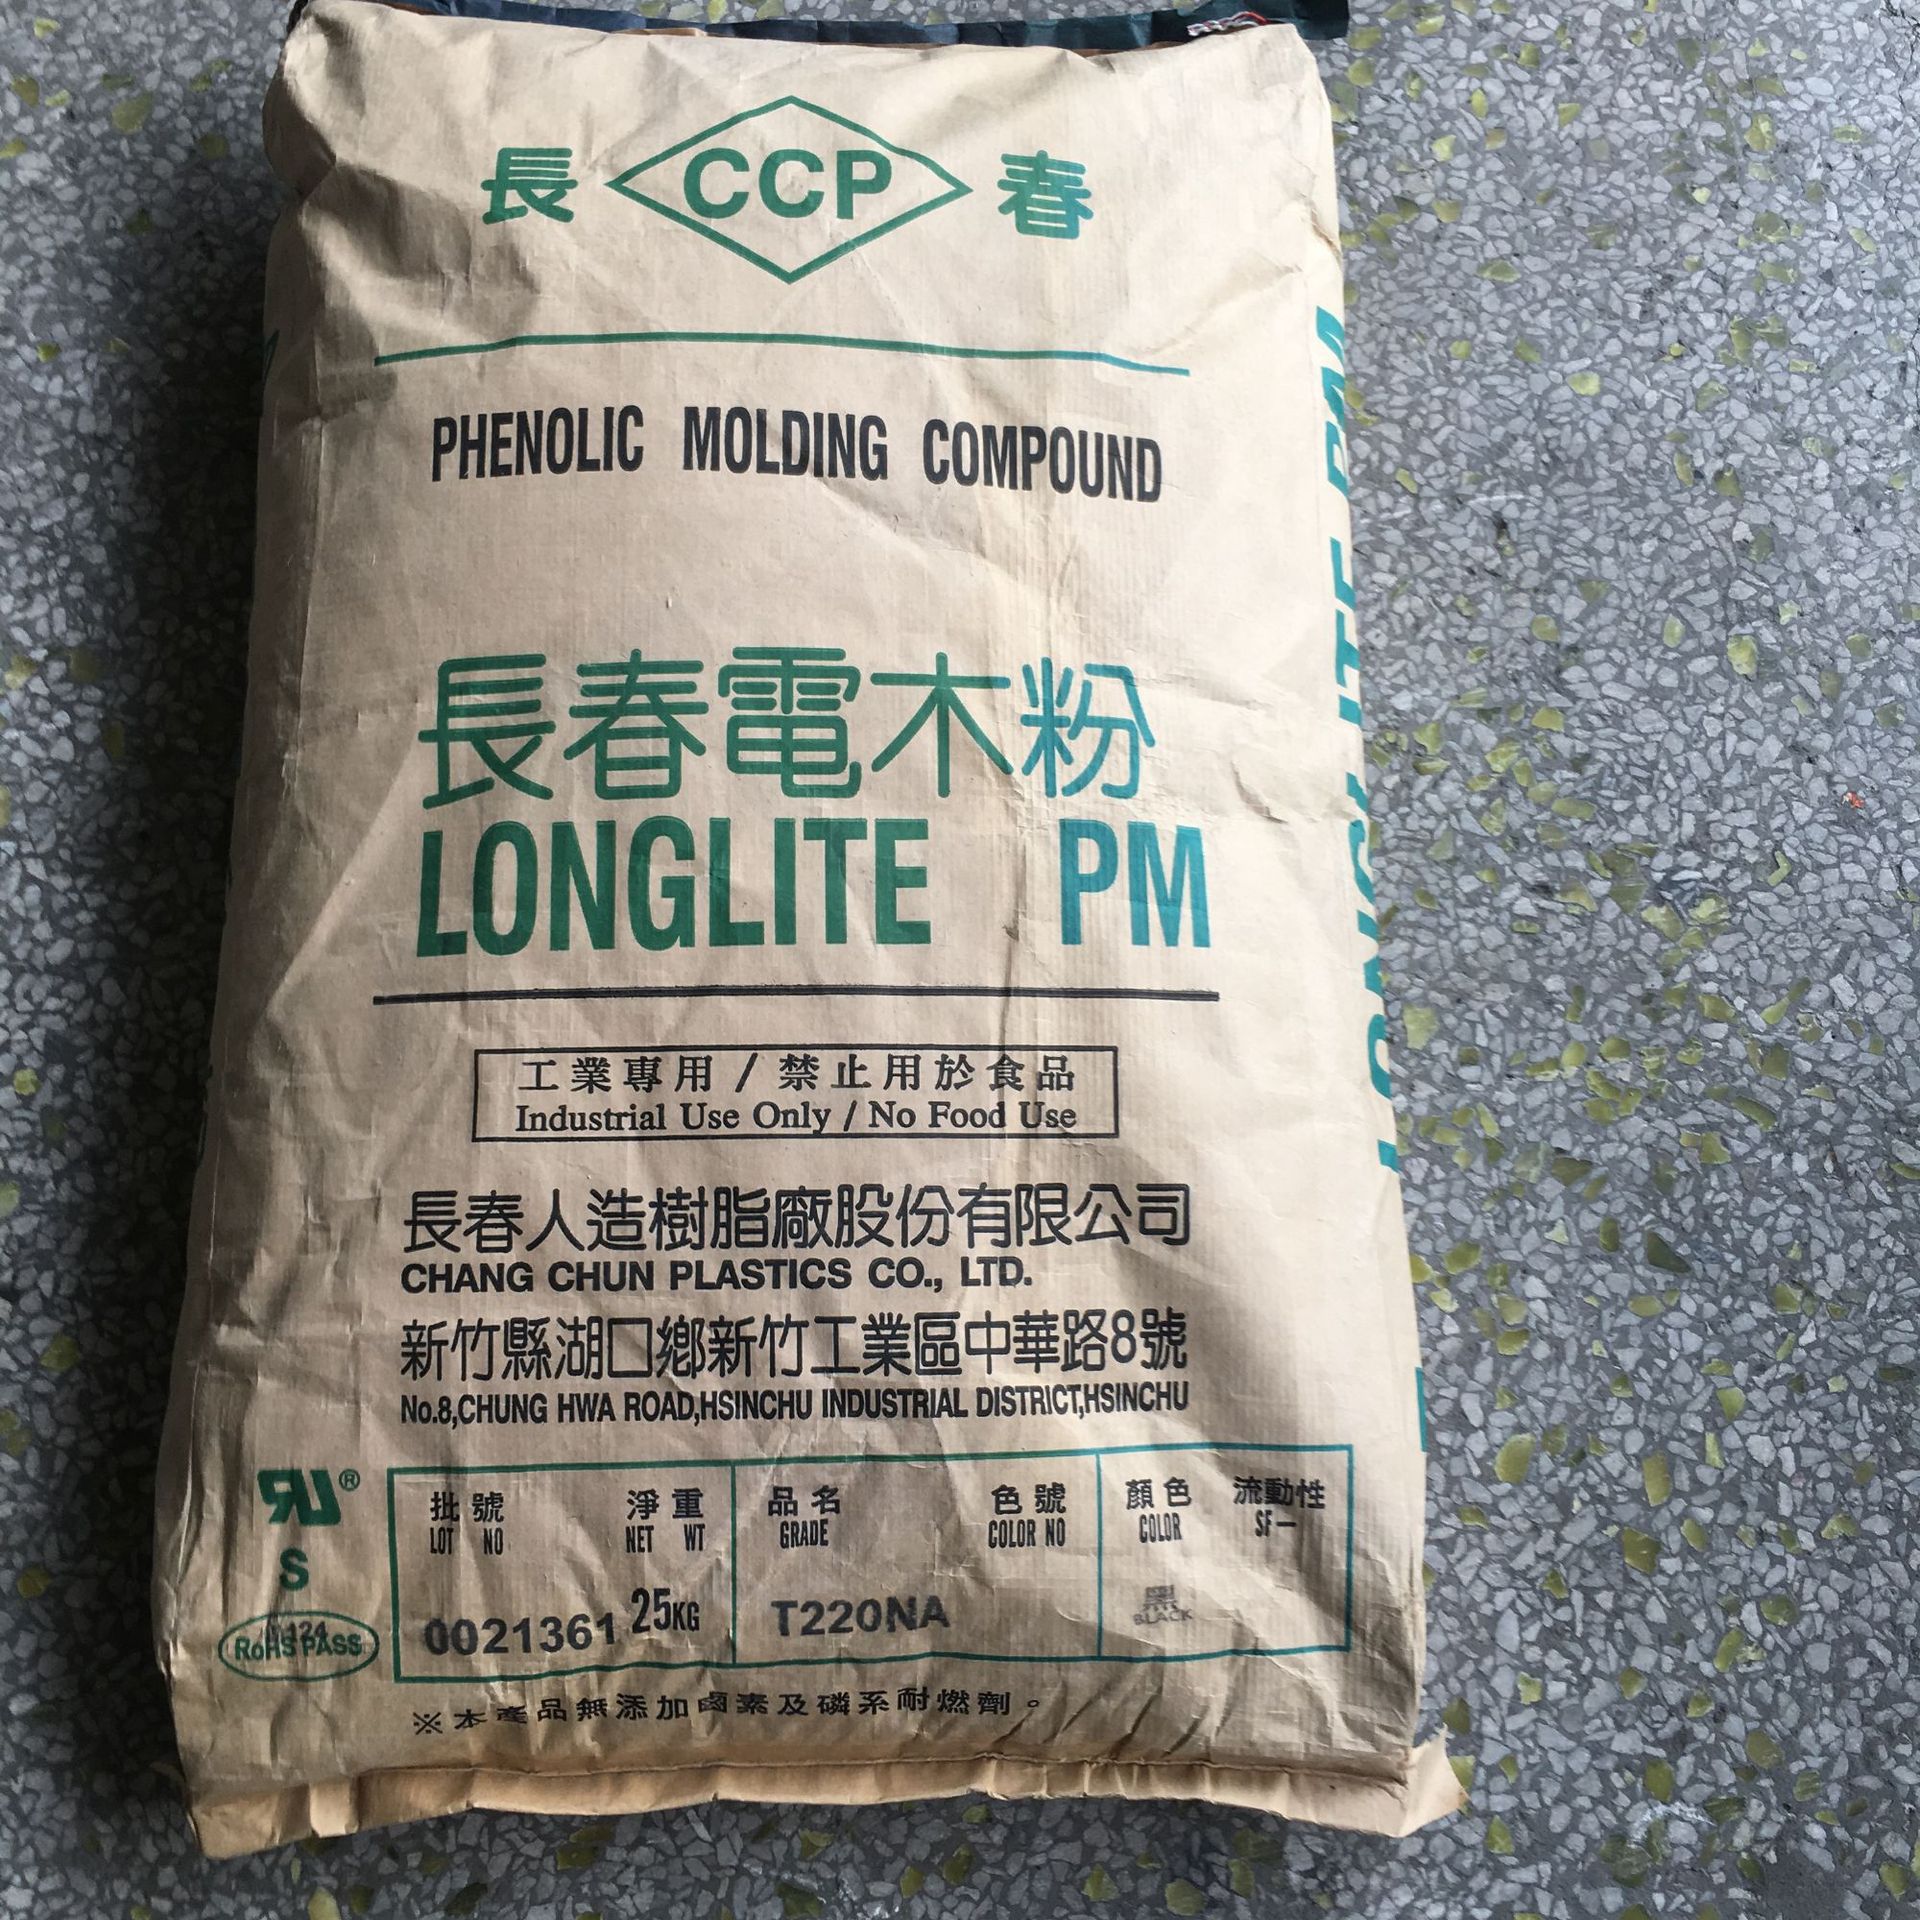 長 CCP 春
PHENOLIC MOLDING COMPOUND
長春電木粉
LONGLITE PM
工業專用 / 禁止用於食品
Industrial Use Only / No Food Use
長春人造樹脂廠股份有限公司
CHANG CHUN PLASTICS CO., LTD.
新竹縣湖口鄉新竹工業區中華路8號
No.8,CHUNG HWA ROAD,HSINCHU INDUSTRIAL DISTRICT,HSINCHU
RU®
S
RoHS PASS
批號 淨重 品名 色號 顏色 流動性
LOT NO NET WT GRADE COLOR NO COLOR SF—
0021361 25KG T220NA 黑
BLACK
※本產品無添加鹵素及磷系耐燃劑。
LONGLITE PM